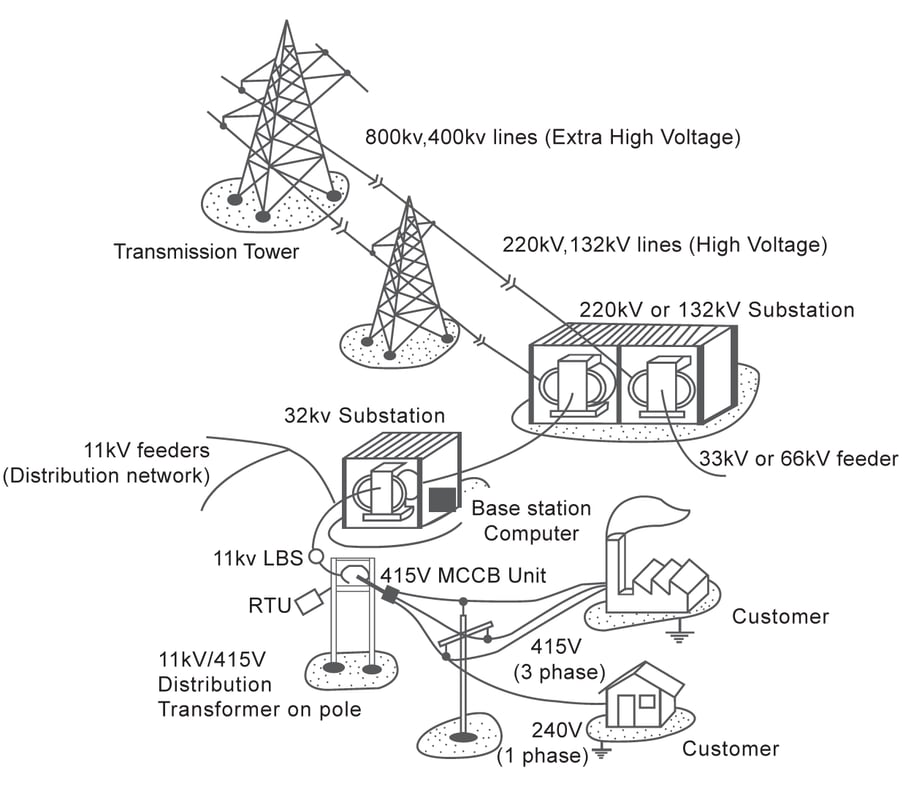 800kv,400kv lines (Extra High Voltage)
Transmission Tower
220kV,132kV lines (High Voltage)
220kV or 132kV Substation
32kv Substation
11kV feeders
(Distribution network)
33kV or 66kV feeder
Base station
Computer
11kv LBS
415V MCCB Unit
RTU
Customer
415V
(3 phase)
11kV/415V
Distribution
Transformer on pole
240V
(1 phase)
Customer